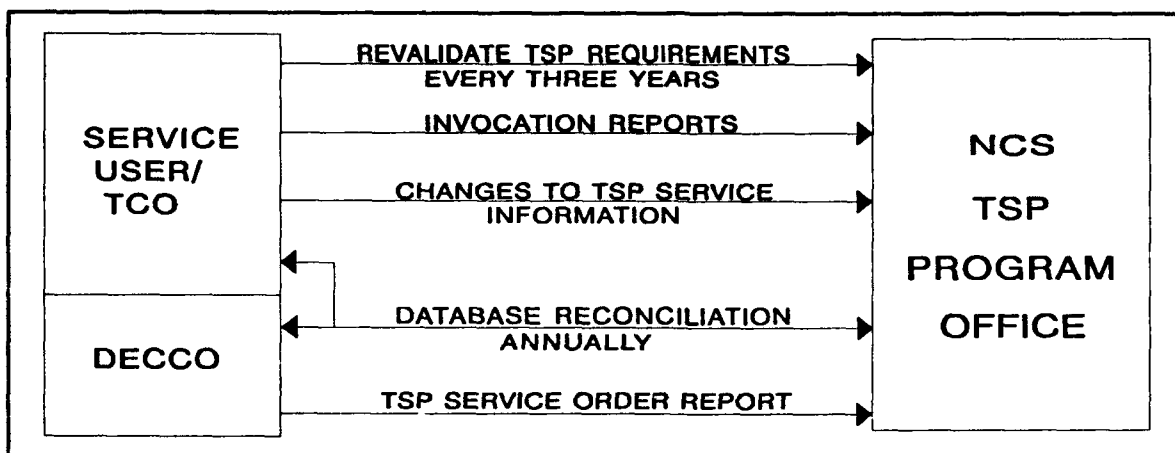 SERVICE
USER/
TCO
DECCO
REVALIDATE TSP REQUIREMENTS
EVERY THREE YEARS
INVOCATION REPORTS
CHANGES TO TSP SERVICE
INFORMATION
DATABASE RECONCILIATION
ANNUALLY
TSP SERVICE ORDER REPORT
NCS
TSP
PROGRAM
OFFICE